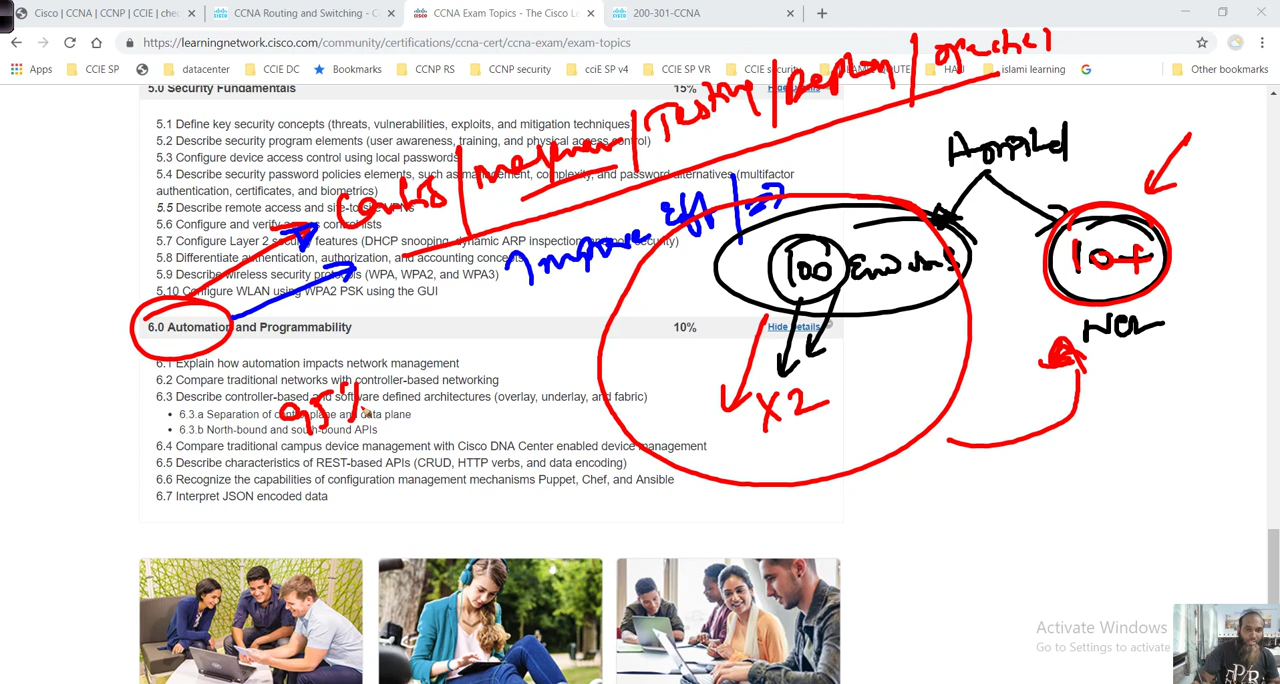 Cisco | CCNA | CCNP | CCIE | che
CCNA Routing and Switching - C
CCNA Exam Topics - The Cisco Le
200-301-CCNA
https://learningnetwork.cisco.com/community/certifications/ccna-cert/ccna-exam/exam-topics
Apps
CCIE SP
datacenter
CCIE DC
Bookmarks
CCNP RS
CCNP security
cciE SP v4
CCIE SP VR
CCIE security
islami learning
Other bookmarks
5.0 Security Fundamentals 15% Hide Details
5.1 Define key security concepts (threats, vulnerabilities, exploits, and mitigation techniques)
5.2 Describe security program elements (user awareness, training, and physical access control)
5.3 Configure device access control using local passwords
5.4 Describe security password policies elements, such as management, complexity, and password alternatives (multifactor
authentication, certificates, and biometrics)
5.5 Describe remote access and site-to-site VPNs
5.6 Configure and verify access control lists
5.7 Configure Layer 2 security features (DHCP snooping, dynamic ARP inspection, and port security)
5.8 Differentiate authentication, authorization, and accounting concepts
5.9 Describe wireless security protocols (WPA, WPA2, and WPA3)
5.10 Configure WLAN using WPA2 PSK using the GUI
6.0 Automation and Programmability 10% Hide Details
6.1 Explain how automation impacts network management
6.2 Compare traditional networks with controller-based networking
6.3 Describe controller-based and software defined architectures (overlay, underlay, and fabric)
6.3.a Separation of control plane and data plane
6.3.b North-bound and south-bound APIs
6.4 Compare traditional campus device management with Cisco DNA Center enabled device management
6.5 Describe characteristics of REST-based APIs (CRUD, HTTP verbs, and data encoding)
6.6 Recognize the capabilities of configuration management mechanisms Puppet, Chef, and Ansible
6.7 Interpret JSON encoded data
Testing / Deploy /
Improve Eff
100
10+
X2
95%
Activate Windows
Go to Settings to activate